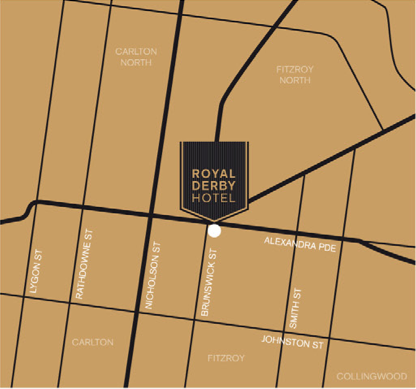 CARLTON
NORTH
FITZROY
NORTH
ROYAL
DERBY
HOTEL
ALEXANDRA PDE
LYGON ST
RATHDOWNE ST
NICHOLSON ST
BRUNSWICK ST
SMITH ST
JOHNSTON ST
CARLTON
FITZROY
COLLINGWOOD